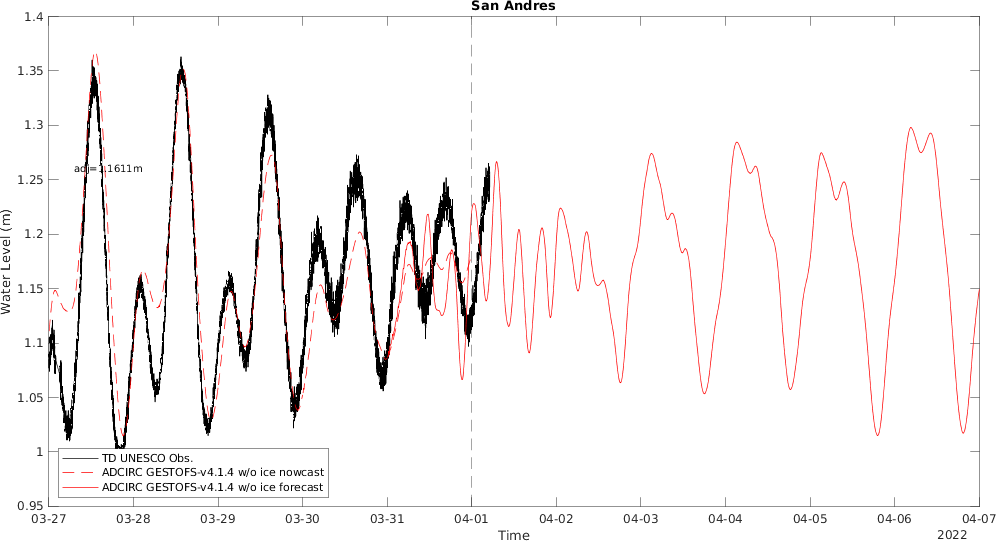 San Andres
1.4
1.35
1.3
1.25
1.2
1.15
1.1
1.05
1
0.95
Water Level (m)
adj=1.1611m
TD UNESCO Obs.
ADCIRC GESTOFS-v4.1.4 w/o ice nowcast
ADCIRC GESTOFS-v4.1.4 w/o ice forecast
03-27 03-28 03-29 03-30 03-31 04-01 04-02 04-03 04-04 04-05 04-06 04-07
Time
2022